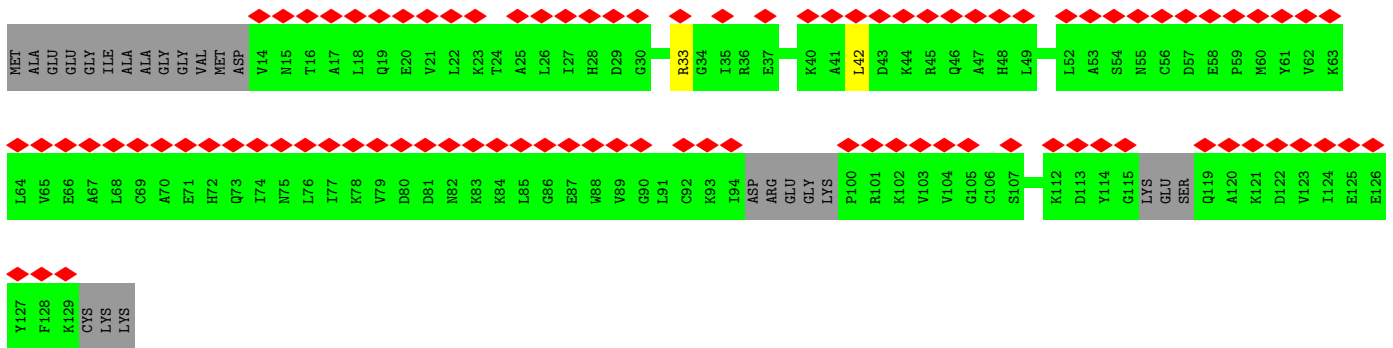 MET ALA GLU GLU GLY ILE ALA ALA GLY GLY VAL MET ASP V14 N15 T16 A17 L18 Q19 E20 V21 L22 K23 T24 A25 L26 I27 H28 D29 G30 R33 G34 I35 R36 E37 K40 A41 L42 D43 K44 R45 Q46 A47 H48 L49 L52 A53 S54 N55 C56 D57 E58 P59 M60 Y61 V62 K63
L64 V65 E66 A67 L68 C69 A70 E71 H72 Q73 I74 N75 L76 I77 K78 V79 D80 D81 N82 K83 K84 L85 G86 E87 W88 V89 G90 L91 C92 K93 I94 ASP ARG GLU GLY LYS P100 R101 K102 V103 V104 G105 C106 S107 K112 D113 Y114 G115 LYS GLU SER Q119 A120 K121 D122 V123 I124 E125 E126
Y127 F128 K129 CYS LYS LYS